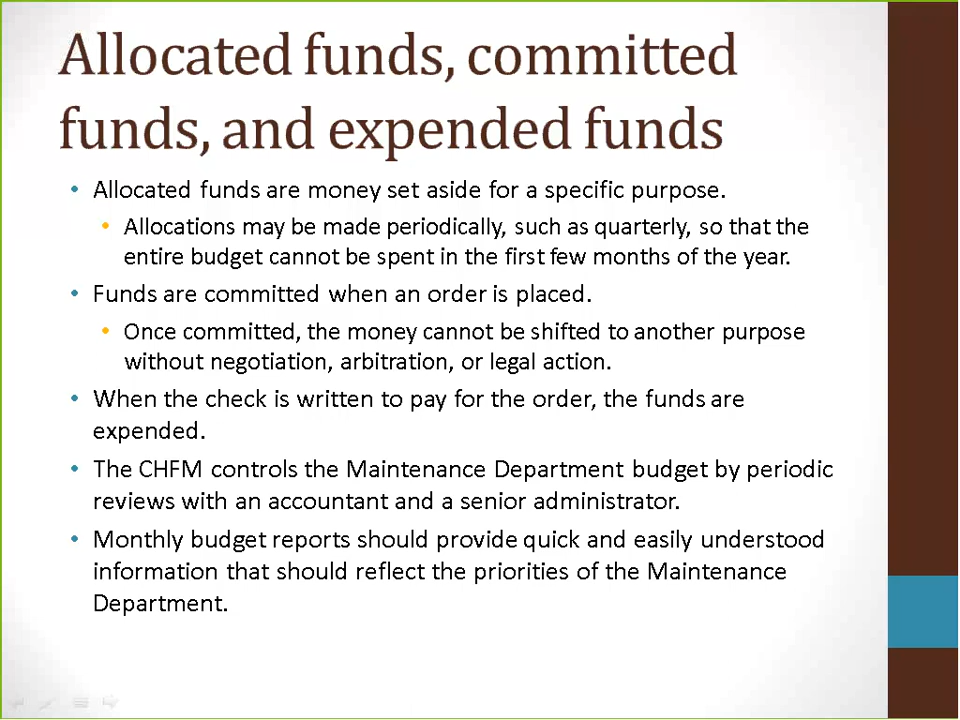 Allocated funds, committed
funds, and expended funds
• Allocated funds are money set aside for a specific purpose.
• Allocations may be made periodically, such as quarterly, so that the
entire budget cannot be spent in the first few months of the year.
• Funds are committed when an order is placed.
• Once committed, the money cannot be shifted to another purpose
without negotiation, arbitration, or legal action.
• When the check is written to pay for the order, the funds are
expended.
• The CHFM controls the Maintenance Department budget by periodic
reviews with an accountant and a senior administrator.
• Monthly budget reports should provide quick and easily understood
information that should reflect the priorities of the Maintenance
Department.